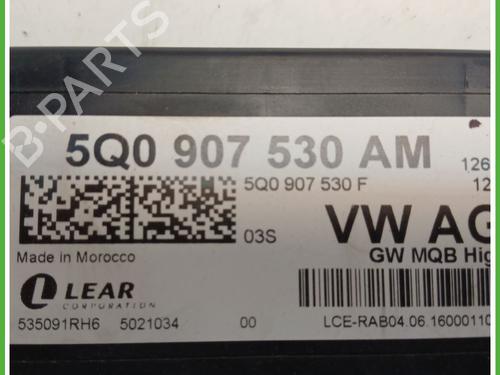 5Q0 907 530 AM 126
5Q0 907 530 F 12
03S VW AG
Made in Morocco GW MQB Hig
LEAR
CORPORATION
535091RH6 5021034 00 LCE-RAB04.06.16000110
B-PARTS